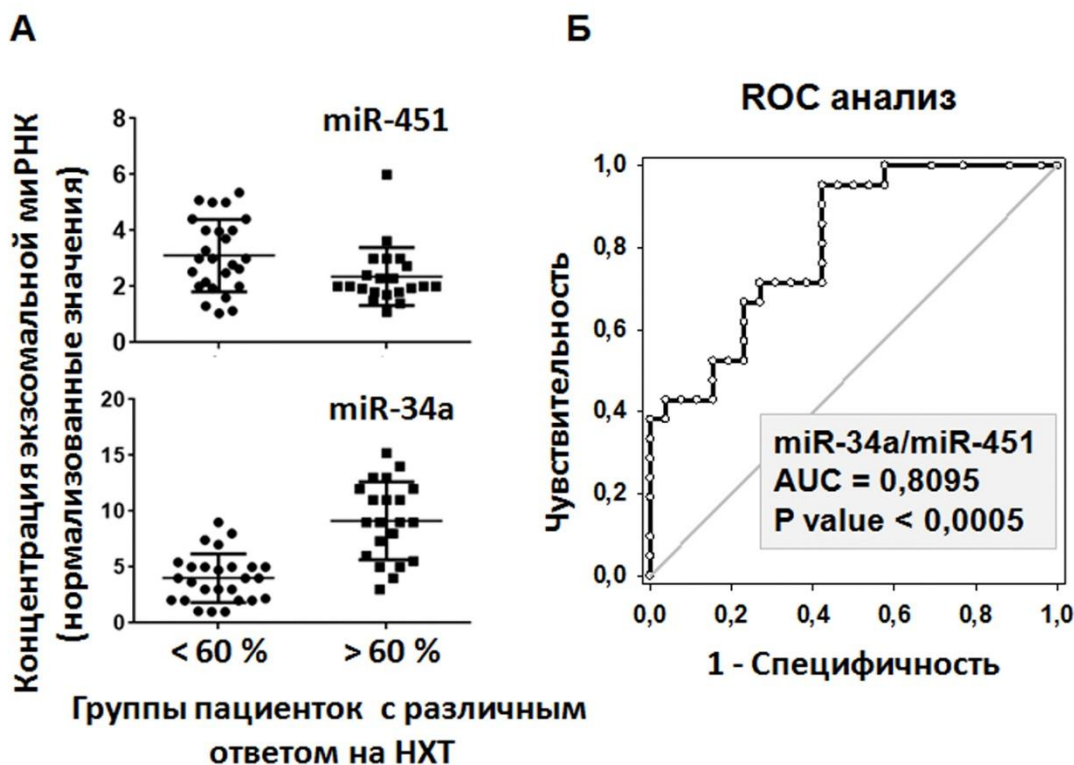 А
Концентрация экзсомальной миРНК
(нормализованные значения)
miR-451
8
6
4
2
0
miR-34a
20
15
10
5
0
< 60 %
> 60 %
Группы пациенток с различным
ответом на НХТ
Б
ROC анализ
Чувствительность
1,0
0,8
0,6
0,4
0,2
0,0
miR-34a/miR-451
AUC = 0,8095
P value < 0,0005
0,0 0,2 0,4 0,6 0,8 1,0
1 - Специфичность